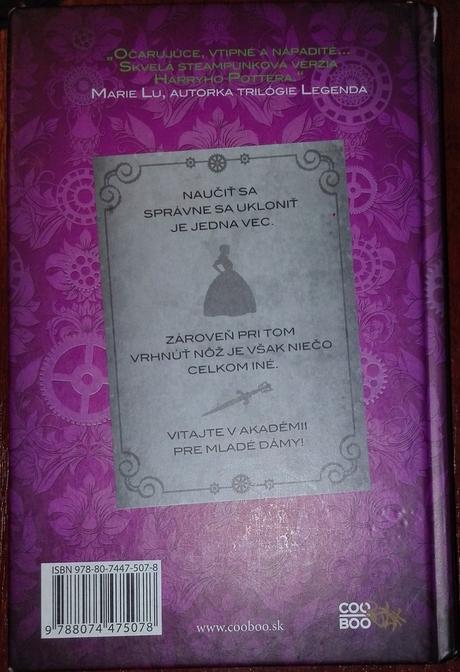 „Očarujúce, vtipné a nápadité...
Skvelá steampunková verzia
Harryho Pottera."
Marie Lu, autorka trilógie Legenda
COO
BOO
NAUČIŤ SA
SPRÁVNE SA UKLONIŤ
JE JEDNA VEC.
ZÁROVEŇ PRI TOM
VRHNÚŤ NÔŽ JE VŠAK NIEČO
CELKOM INÉ.
VITAJTE V AKADÉMII
PRE MLADÉ DÁMY!
ISBN 978-80-7447-507-8
9 788074 475078
www.cooboo.sk
COO
BOO